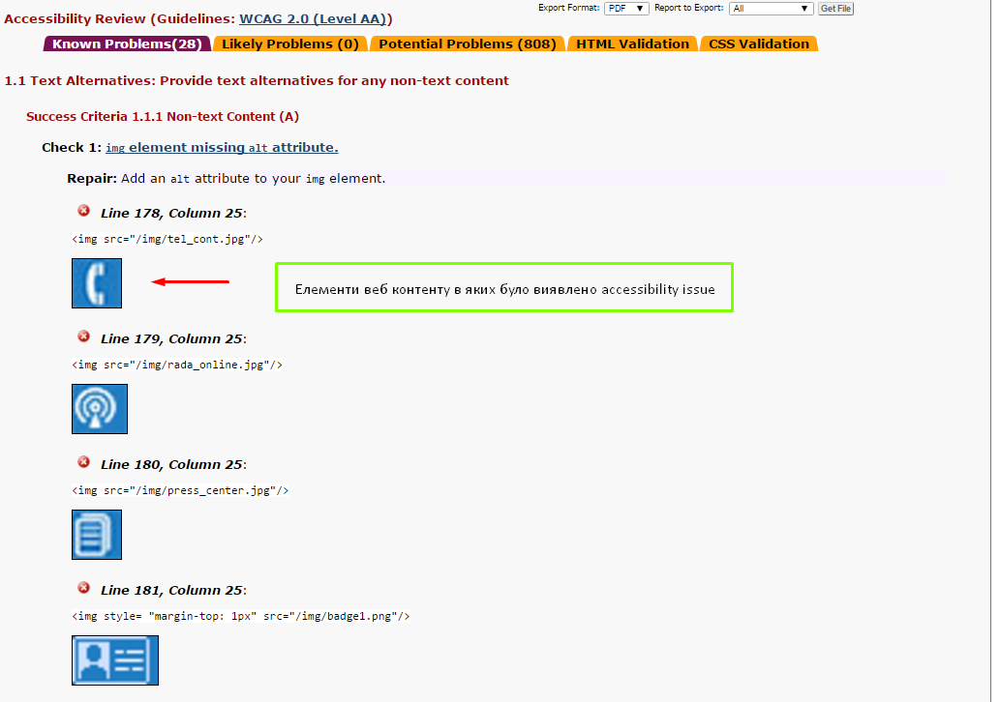 Export Format: PDF ▼ Report to Export: All ▼ Get File
Accessibility Review (Guidelines: WCAG 2.0 (Level AA))
Known Problems(28) Likely Problems (0) Potential Problems (808) HTML Validation CSS Validation
1.1 Text Alternatives: Provide text alternatives for any non-text content
Success Criteria 1.1.1 Non-text Content (A)
Check 1: img element missing alt attribute.
Repair: Add an alt attribute to your img element.
Line 178, Column 25:
<img src="/img/tel_cont.jpg"/>
Елементи веб контенту в яких було виявлено accessibility issue
Line 179, Column 25:
<img src="/img/rada_online.jpg"/>
Line 180, Column 25:
<img src="/img/press_center.jpg"/>
Line 181, Column 25:
<img style= "margin-top: 1px" src="/img/badge1.png"/>